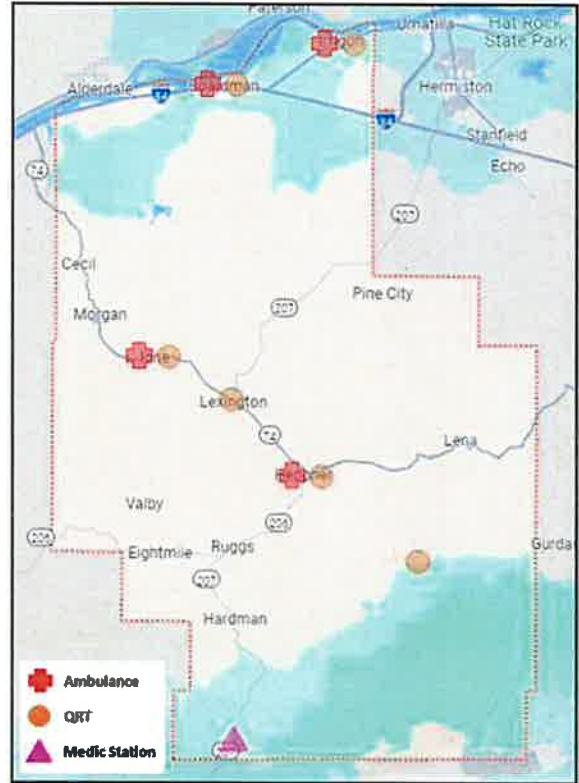 Paterson
Umatilla
Hat Rock
State Park
Alderdale
84
Hermiston
84
Stanfield
Echo
74
207
Cecil
Pine City
Morgan
207
Lexington
74
Lena
Valby
206
206
Eightmile
Ruggs
Gurda
207
Hardman
Ambulance
QRT
Medic Station